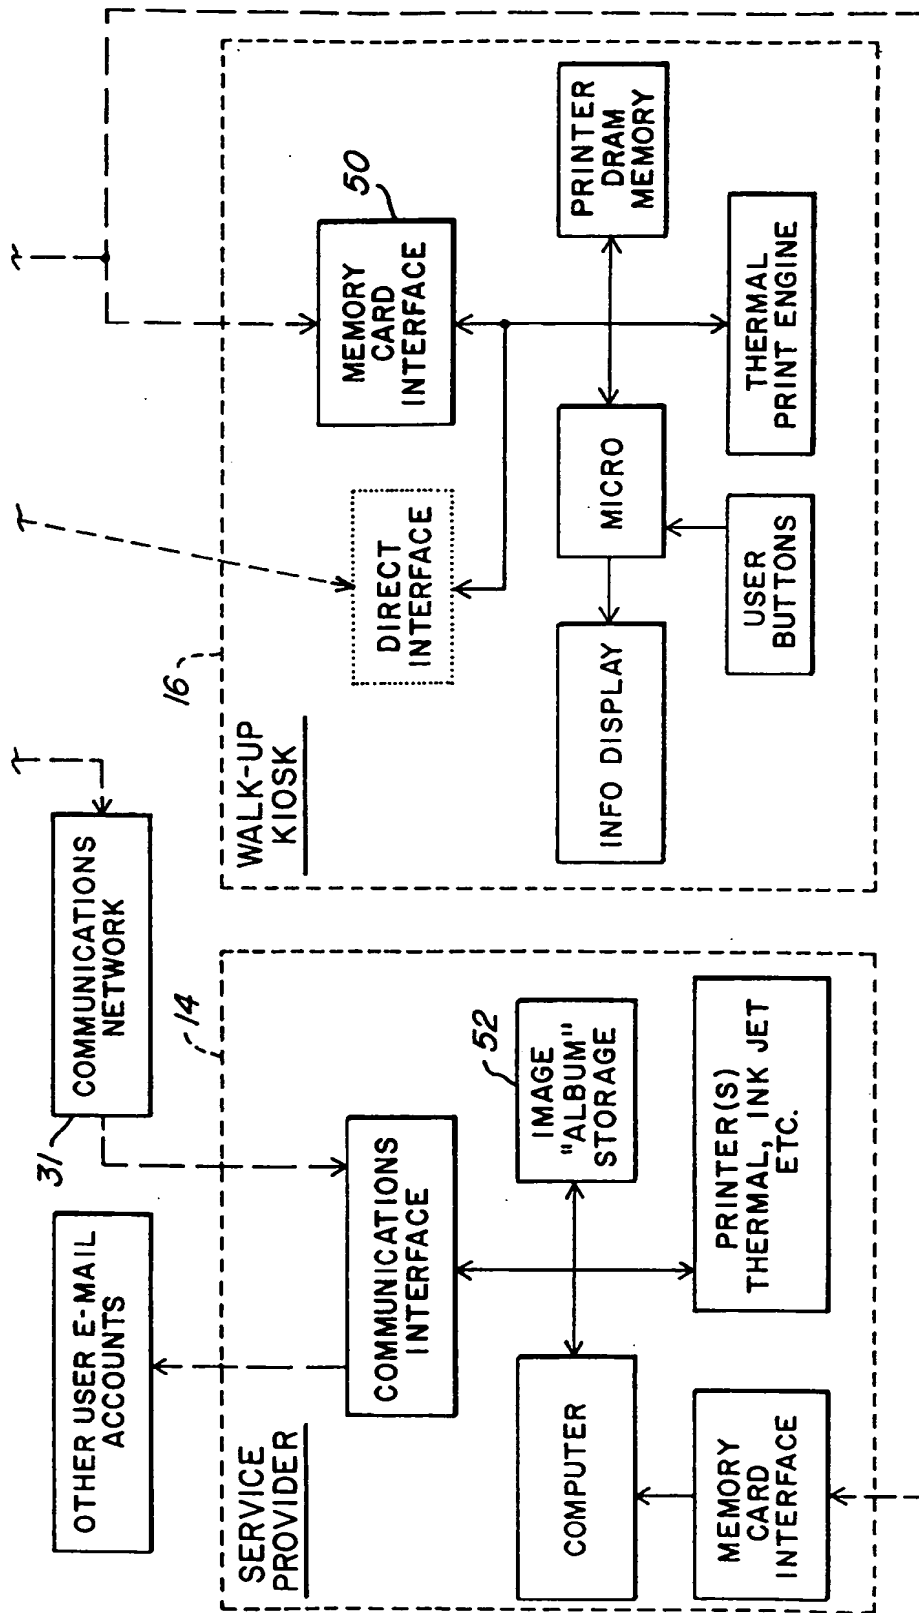 OTHER USER E-MAIL
ACCOUNTS
31
COMMUNICATIONS
NETWORK
14
SERVICE
PROVIDER
COMMUNICATIONS
INTERFACE
COMPUTER
52
IMAGE
"ALBUM"
STORAGE
MEMORY
CARD
INTERFACE
PRINTER(S)
THERMAL, INK JET
ETC.
16
WALK-UP
KIOSK
DIRECT
INTERFACE
50
MEMORY
CARD
INTERFACE
INFO DISPLAY
MICRO
PRINTER
DRAM
MEMORY
USER
BUTTONS
THERMAL
PRINT ENGINE